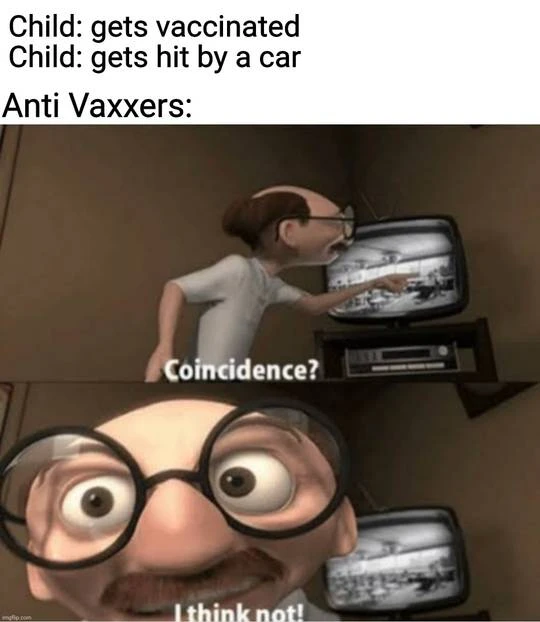 Child: gets vaccinated
Child: gets hit by a car
Anti Vaxxers:
Coincidence?
I think not!
imgflip.com